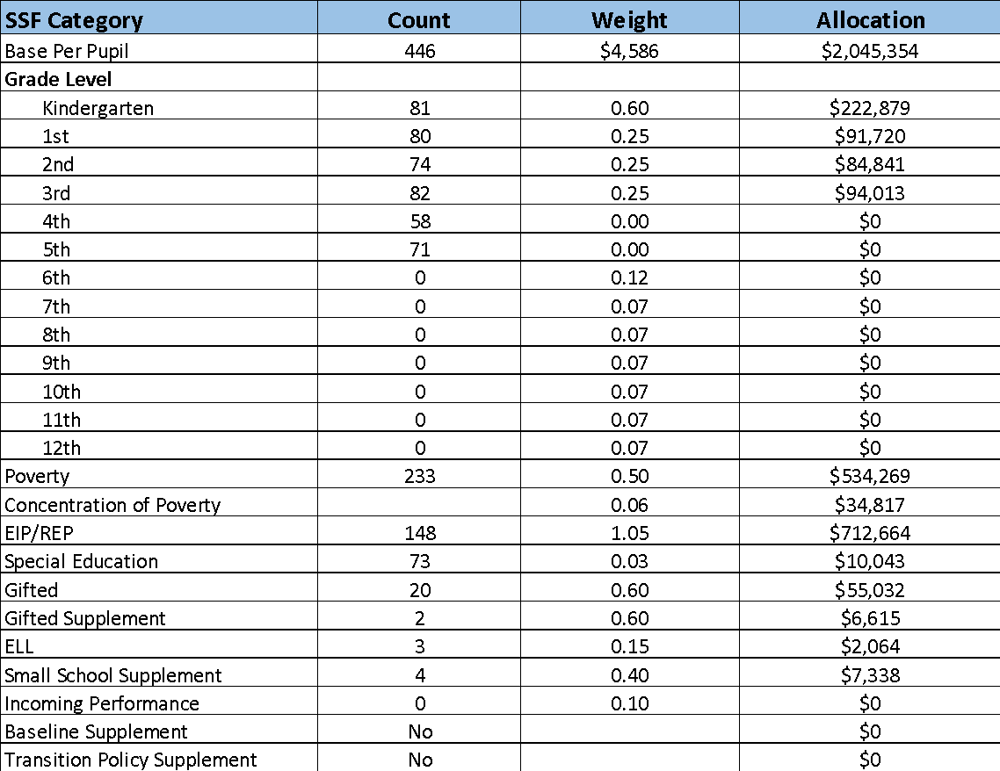 SSF Category Count Weight Allocation
Base Per Pupil 446 $4,586 $2,045,354
Grade Level
Kindergarten 81 0.60 $222,879
1st 80 0.25 $91,720
2nd 74 0.25 $84,841
3rd 82 0.25 $94,013
4th 58 0.00 $0
5th 71 0.00 $0
6th 0 0.12 $0
7th 0 0.07 $0
8th 0 0.07 $0
9th 0 0.07 $0
10th 0 0.07 $0
11th 0 0.07 $0
12th 0 0.07 $0
Poverty 233 0.50 $534,269
Concentration of Poverty 0.06 $34,817
EIP/REP 148 1.05 $712,664
Special Education 73 0.03 $10,043
Gifted 20 0.60 $55,032
Gifted Supplement 2 0.60 $6,615
ELL 3 0.15 $2,064
Small School Supplement 4 0.40 $7,338
Incoming Performance 0 0.10 $0
Baseline Supplement No $0
Transition Policy Supplement No $0